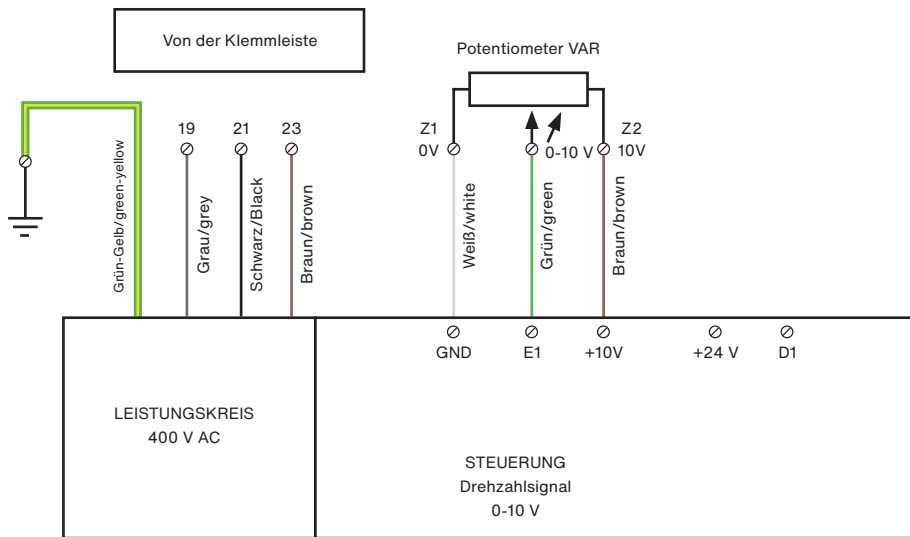 Von der Klemmleiste
Potentiometer VAR
19
21
23
Z1
0V
0-10 V
Z2
10V
Grün-Gelb/green-yellow
Grau/grey
Schwarz/Black
Braun/brown
Weiß/white
Grün/green
Braun/brown
GND
E1
+10V
+24 V
D1
LEISTUNGSKREIS
400 V AC
STEUERUNG
Drehzahlsignal
0-10 V